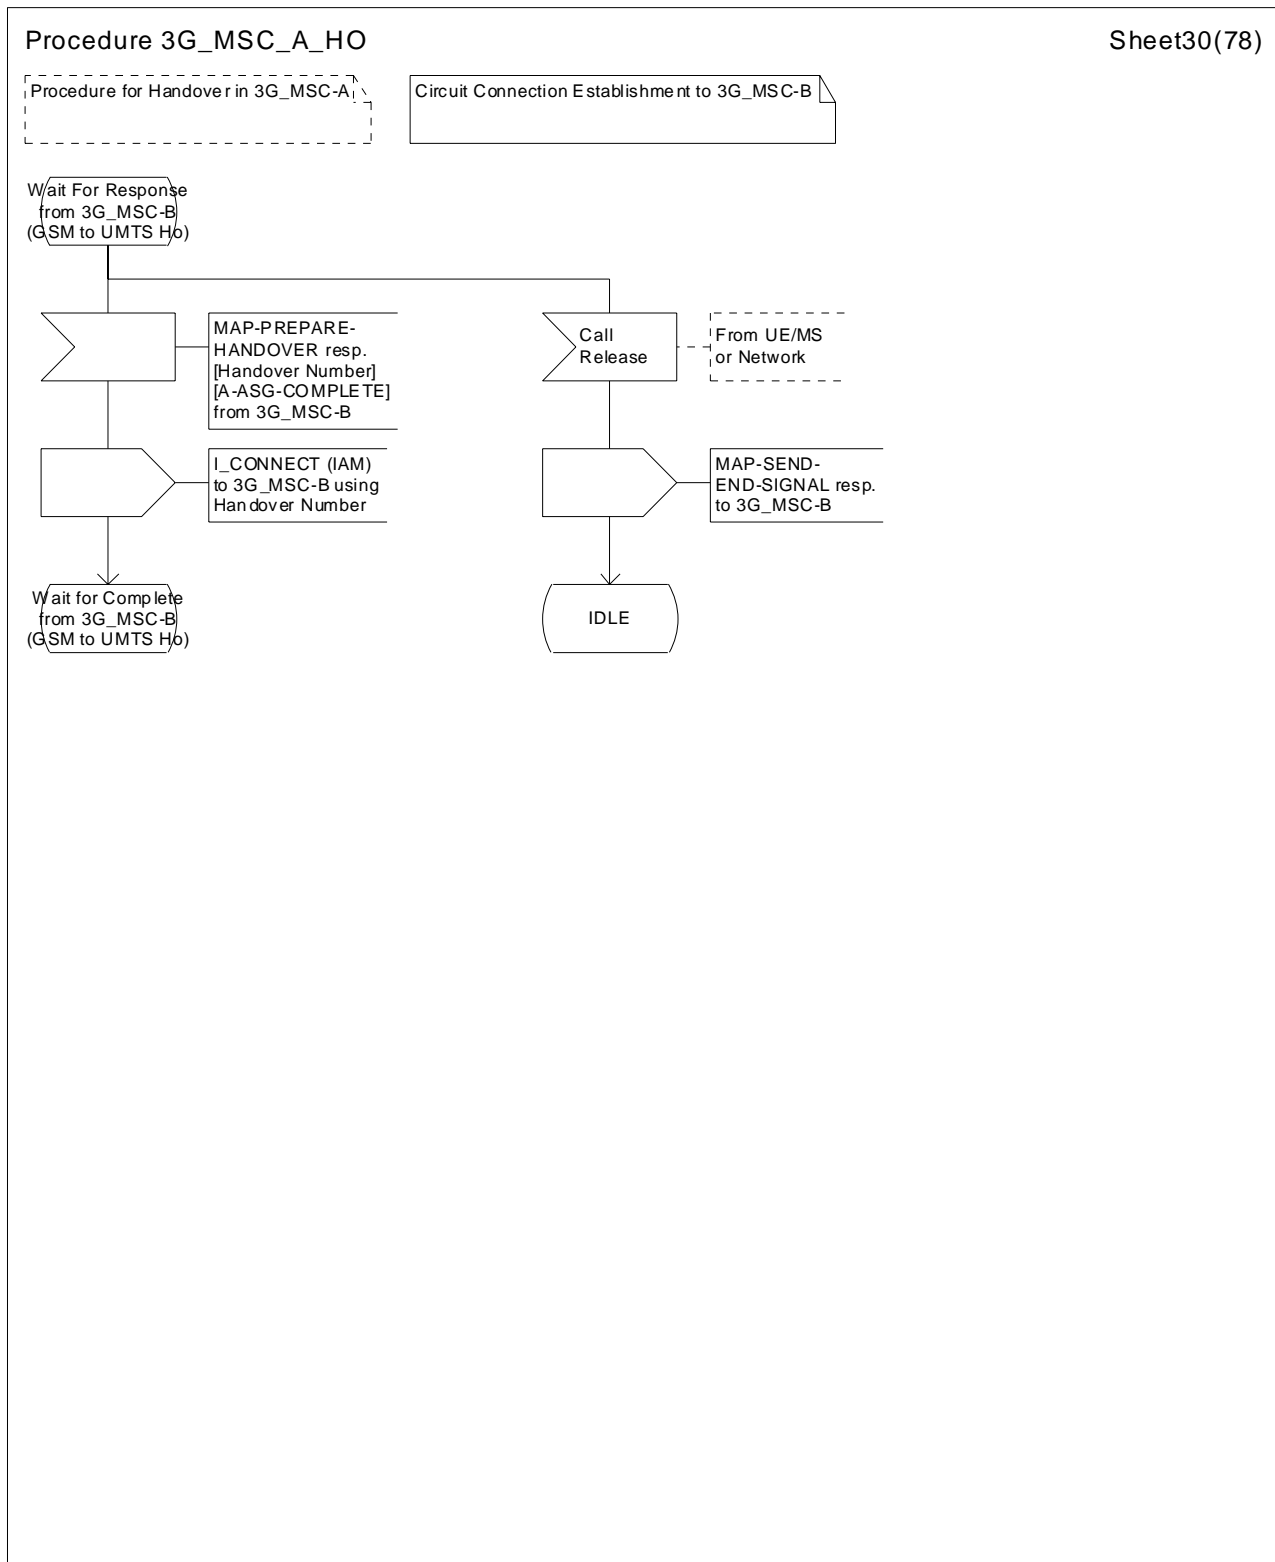 Procedure 3G_MSC_A_HO
Sheet30(78)
Procedure for Handover in 3G_MSC-A
Circuit Connection Establishment to 3G_MSC-B
Wait For Response
from 3G_MSC-B
(GSM to UMTS Ho)
MAP-PREPARE-
HANDOVER resp.
[Handover Number]
[A-ASG-COMPLETE]
from 3G_MSC-B
Call
Release
From UE/MS
or Network
I_CONNECT (IAM)
to 3G_MSC-B using
Handover Number
MAP-SEND-
END-SIGNAL resp.
to 3G_MSC-B
Wait for Complete
from 3G_MSC-B
(GSM to UMTS Ho)
IDLE